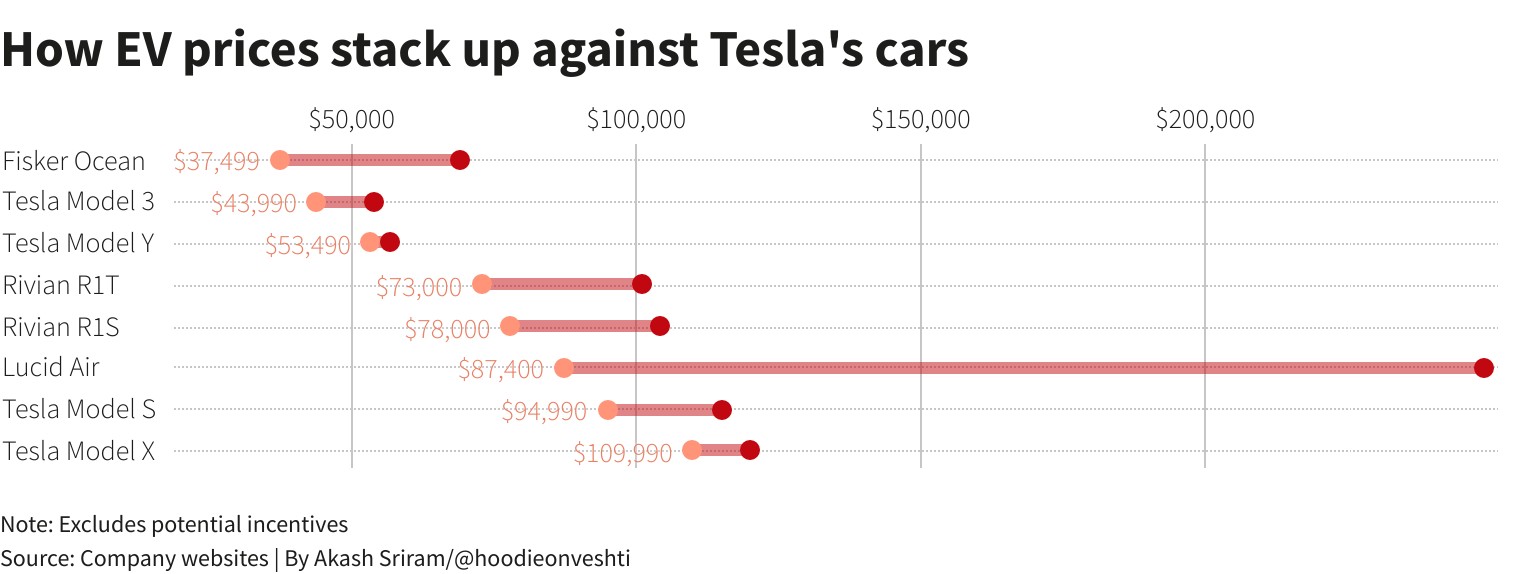 How EV prices stack up against Tesla's cars
$50,000 $100,000 $150,000 $200,000
Fisker Ocean $37,499
Tesla Model 3 $43,990
Tesla Model Y $53,490
Rivian R1T $73,000
Rivian R1S $78,000
Lucid Air $87,400
Tesla Model S $94,990
Tesla Model X $109,990
Note: Excludes potential incentives
Source: Company websites | By Akash Sriram/@hoodieonveshti